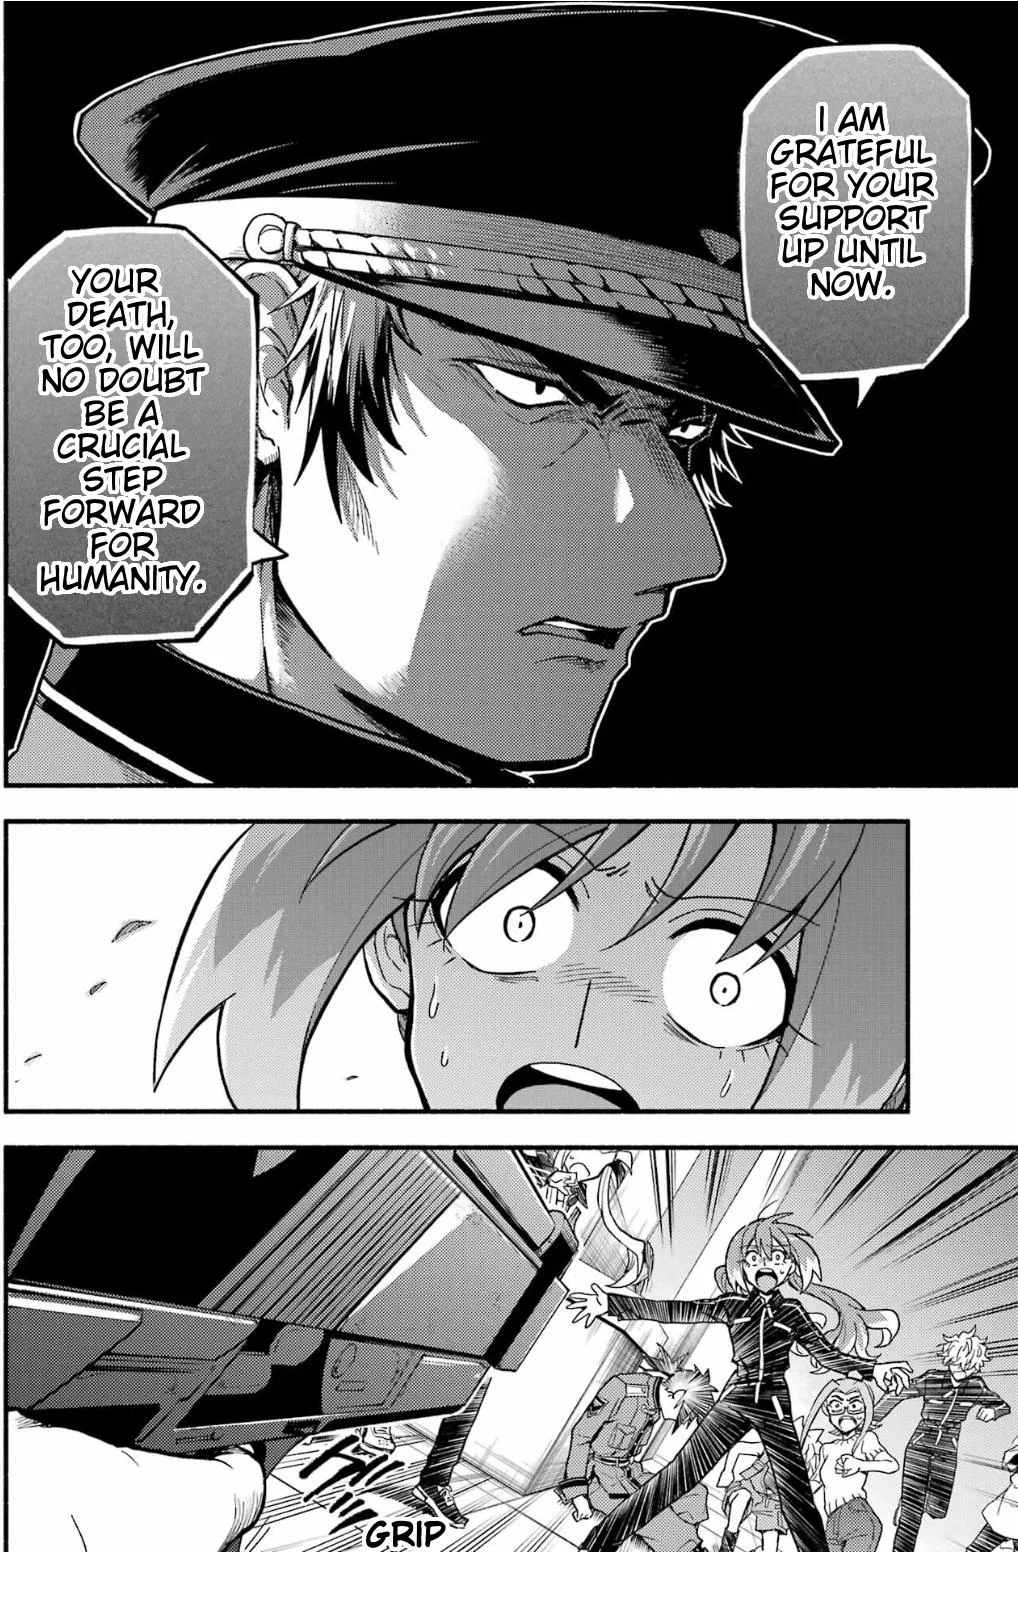 I AM
GRATEFUL
FOR YOUR
SUPPORT
UP UNTIL
NOW.
YOUR
DEATH,
TOO, WILL
NO DOUBT
BE A
CRUCIAL
STEP
FORWARD
FOR
HUMANITY.
GRIP